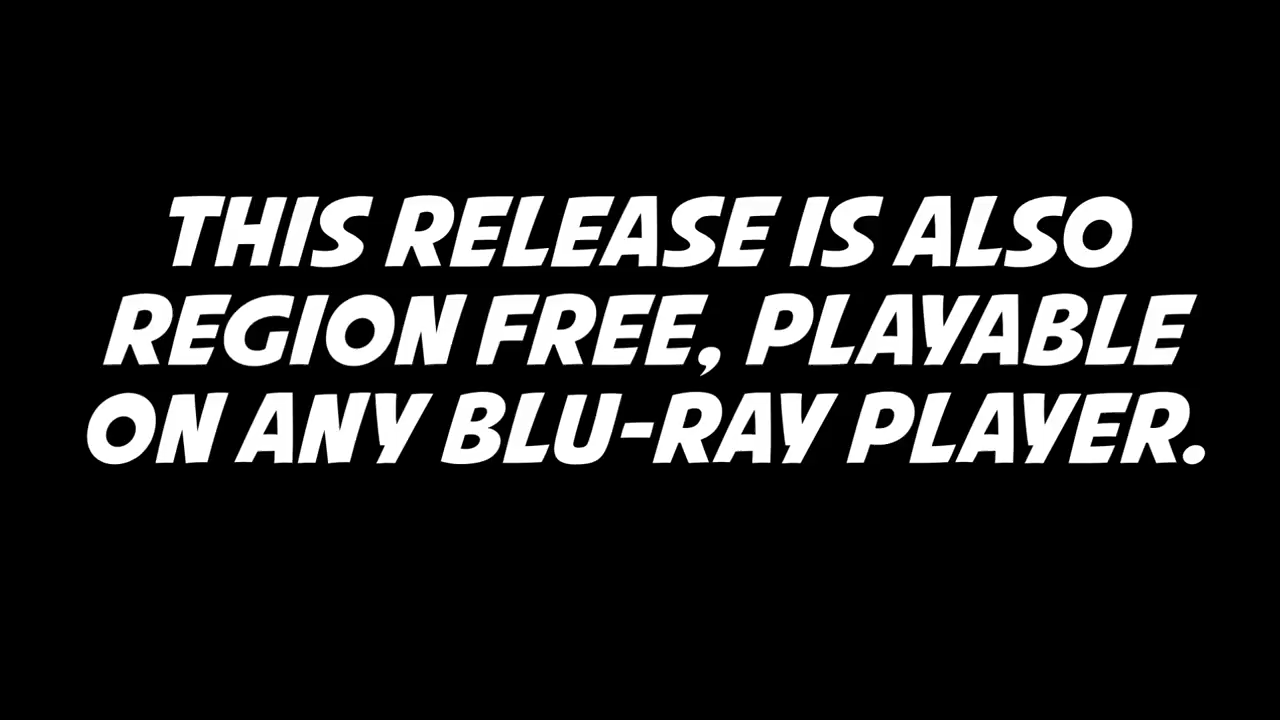 THIS RELEASE IS ALSO
REGION FREE, PLAYABLE
ON ANY BLU-RAY PLAYER.